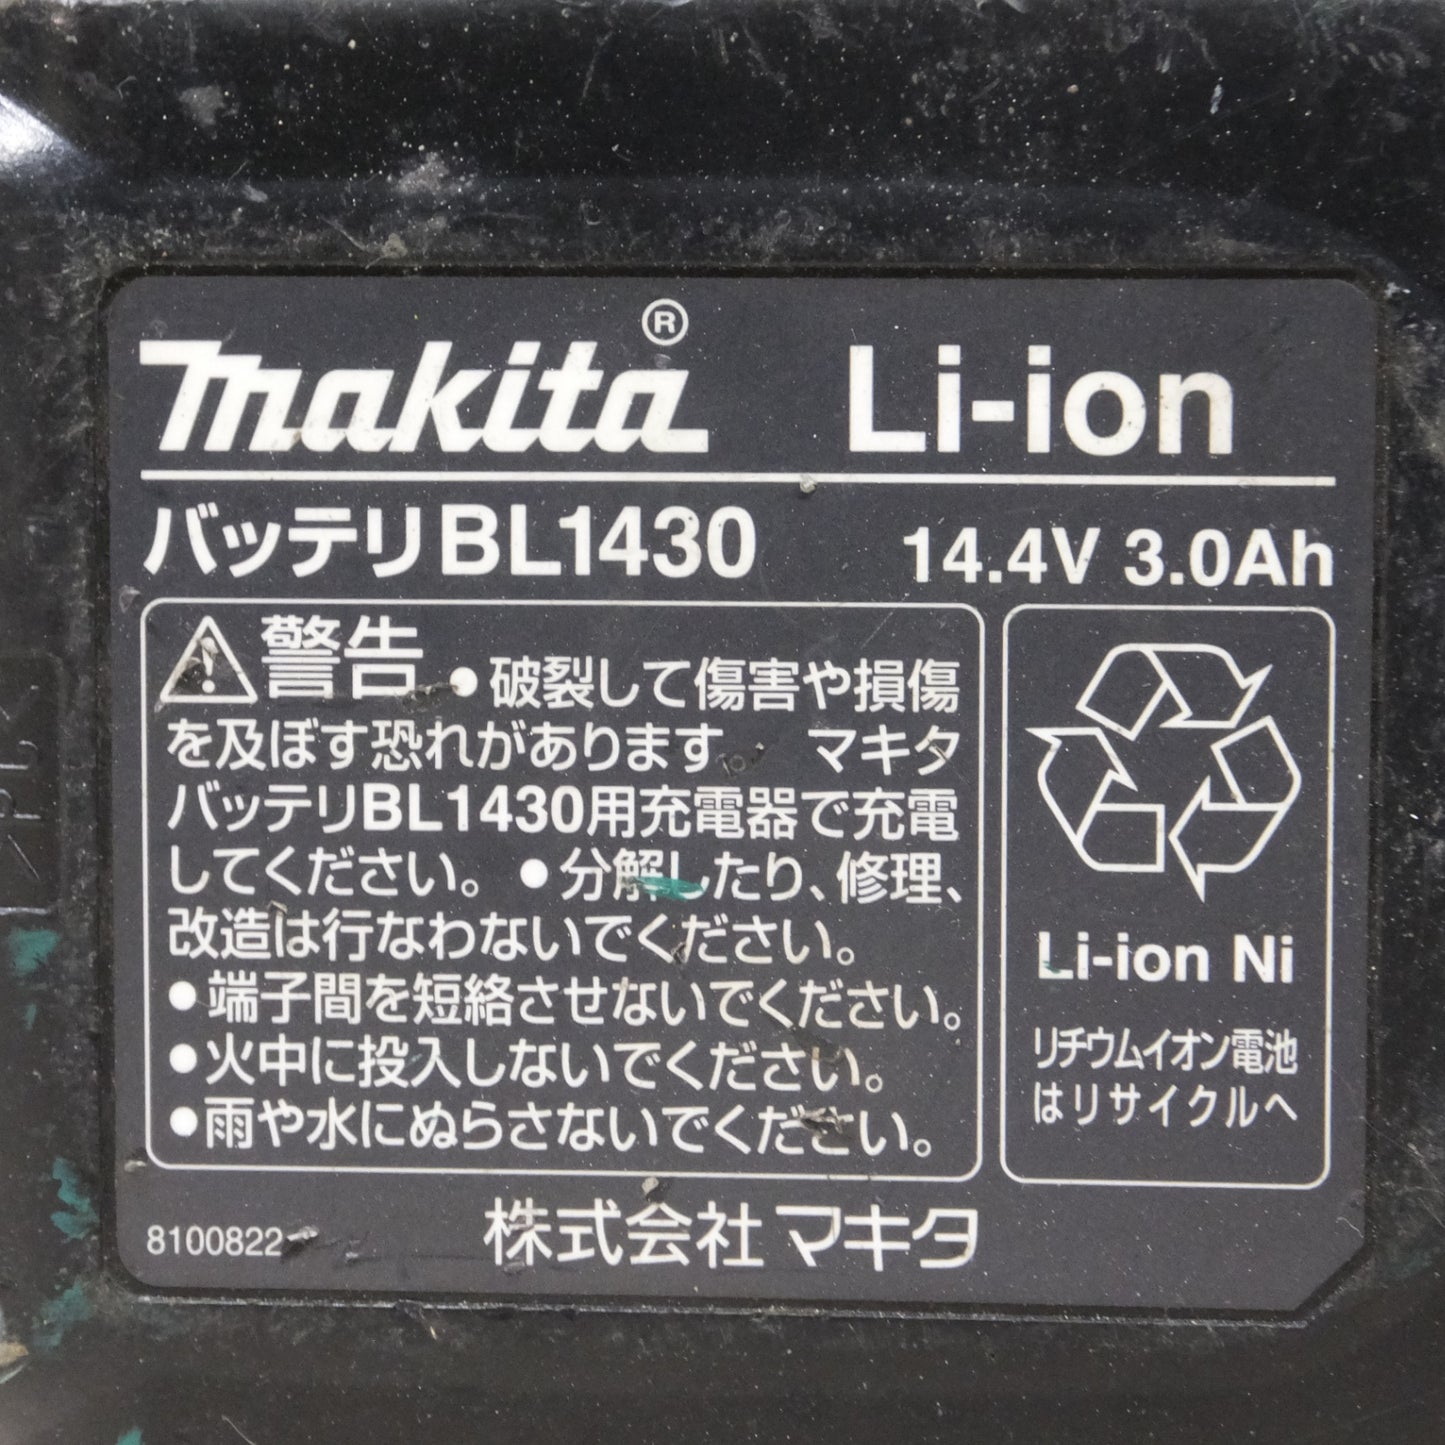 makita® Li-ion
バッテリBL1430 14.4V 3.0Ah
警告 ●破裂して傷害や損傷
を及ぼす恐れがあります マキタ
バッテリBL1430用充電器で充電
してください。 ●分解したり、修理、
改造は行なわないでください。
●端子間を短絡させないでください。
●火中に投入しないでください。
●雨や水にぬらさないでください。
Li-ion Ni
リチウムイオン電池
はリサイクルへ
8100822 株式会社マキタ